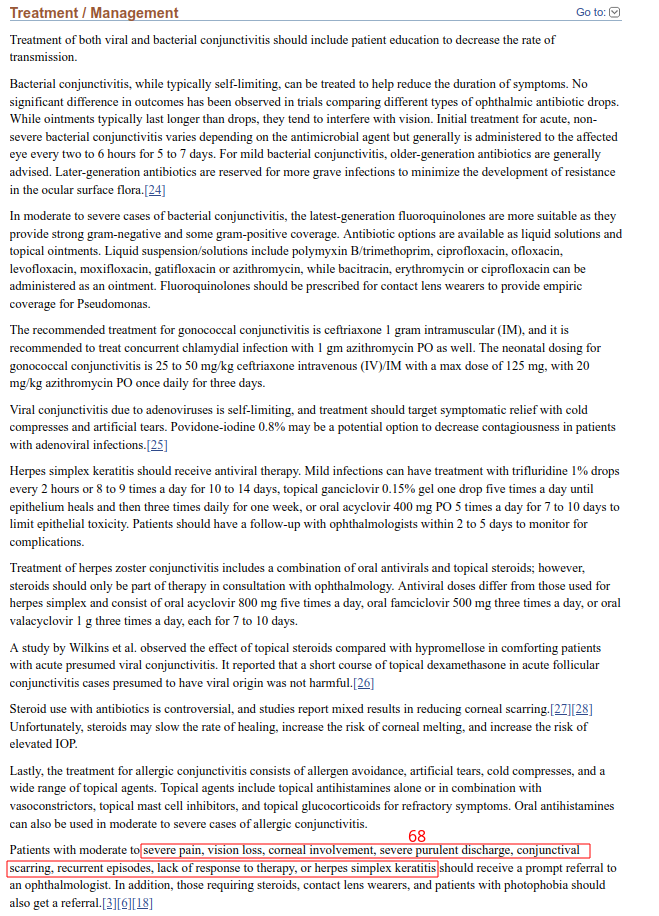 Treatment / Management
Go to:
Treatment of both viral and bacterial conjunctivitis should include patient education to decrease the rate of
transmission.
Bacterial conjunctivitis, while typically self-limiting, can be treated to help reduce the duration of symptoms. No
significant difference in outcomes has been observed in trials comparing different types of ophthalmic antibiotic drops.
While ointments typically last longer than drops, they tend to interfere with vision. Initial treatment for acute, non-
severe bacterial conjunctivitis varies depending on the antimicrobial agent but generally is administered to the affected
eye every two to 6 hours for 5 to 7 days. For mild bacterial conjunctivitis, older-generation antibiotics are generally
advised. Later-generation antibiotics are reserved for more grave infections to minimize the development of resistance
in the ocular surface flora.[24]
In moderate to severe cases of bacterial conjunctivitis, the latest-generation fluoroquinolones are more suitable as they
provide strong gram-negative and some gram-positive coverage. Antibiotic options are available as liquid solutions and
topical ointments. Liquid suspension/solutions include polymyxin B/trimethoprim, ciprofloxacin, ofloxacin,
levofloxacin, moxifloxacin, gatifloxacin or azithromycin, while bacitracin, erythromycin or ciprofloxacin can be
administered as an ointment. Fluoroquinolones should be prescribed for contact lens wearers to provide empiric
coverage for Pseudomonas.
The recommended treatment for gonococcal conjunctivitis is ceftriaxone 1 gram intramuscular (IM), and it is
recommended to treat concurrent chlamydial infection with 1 gm azithromycin PO as well. The neonatal dosing for
gonococcal conjunctivitis is 25 to 50 mg/kg ceftriaxone intravenous (IV)/IM with a max dose of 125 mg, with 20
mg/kg azithromycin PO once daily for three days.
Viral conjunctivitis due to adenoviruses is self-limiting, and treatment should target symptomatic relief with cold
compresses and artificial tears. Povidone-iodine 0.8% may be a potential option to decrease contagiousness in patients
with adenoviral infections.[25]
Herpes simplex keratitis should receive antiviral therapy. Mild infections can have treatment with trifluridine 1% drops
every 2 hours or 8 to 9 times a day for 10 to 14 days, topical ganciclovir 0.15% gel one drop five times a day until
epithelium heals and then three times daily for one week, or oral acyclovir 400 mg PO 5 times a day for 7 to 10 days to
limit epithelial toxicity. Patients should have a follow-up with ophthalmologists within 2 to 5 days to monitor for
complications.
Treatment of herpes zoster conjunctivitis includes a combination of oral antivirals and topical steroids; however,
steroids should only be part of therapy in consultation with ophthalmology. Antiviral doses differ from those used for
herpes simplex and consist of oral acyclovir 800 mg five times a day, oral famciclovir 500 mg three times a day, or oral
valacyclovir 1 g three times a day, each for 7 to 10 days.
A study by Wilkins et al. observed the effect of topical steroids compared with hypromellose in comforting patients
with acute presumed viral conjunctivitis. It reported that a short course of topical dexamethasone in acute follicular
conjunctivitis cases presumed to have viral origin was not harmful.[26]
Steroid use with antibiotics is controversial, and studies report mixed results in reducing corneal scarring.[27][28]
Unfortunately, steroids may slow the rate of healing, increase the risk of corneal melting, and increase the risk of
elevated IOP.
Lastly, the treatment for allergic conjunctivitis consists of allergen avoidance, artificial tears, cold compresses, and a
wide range of topical agents. Topical agents include topical antihistamines alone or in combination with
vasoconstrictors, topical mast cell inhibitors, and topical glucocorticoids for refractory symptoms. Oral antihistamines
can also be used in moderate to severe cases of allergic conjunctivitis.
68
Patients with moderate to severe pain, vision loss, corneal involvement, severe purulent discharge, conjunctival
scarring, recurrent episodes, lack of response to therapy, or herpes simplex keratitis should receive a prompt referral to
an ophthalmologist. In addition, those requiring steroids, contact lens wearers, and patients with photophobia should
also get a referral.[3][6][18]